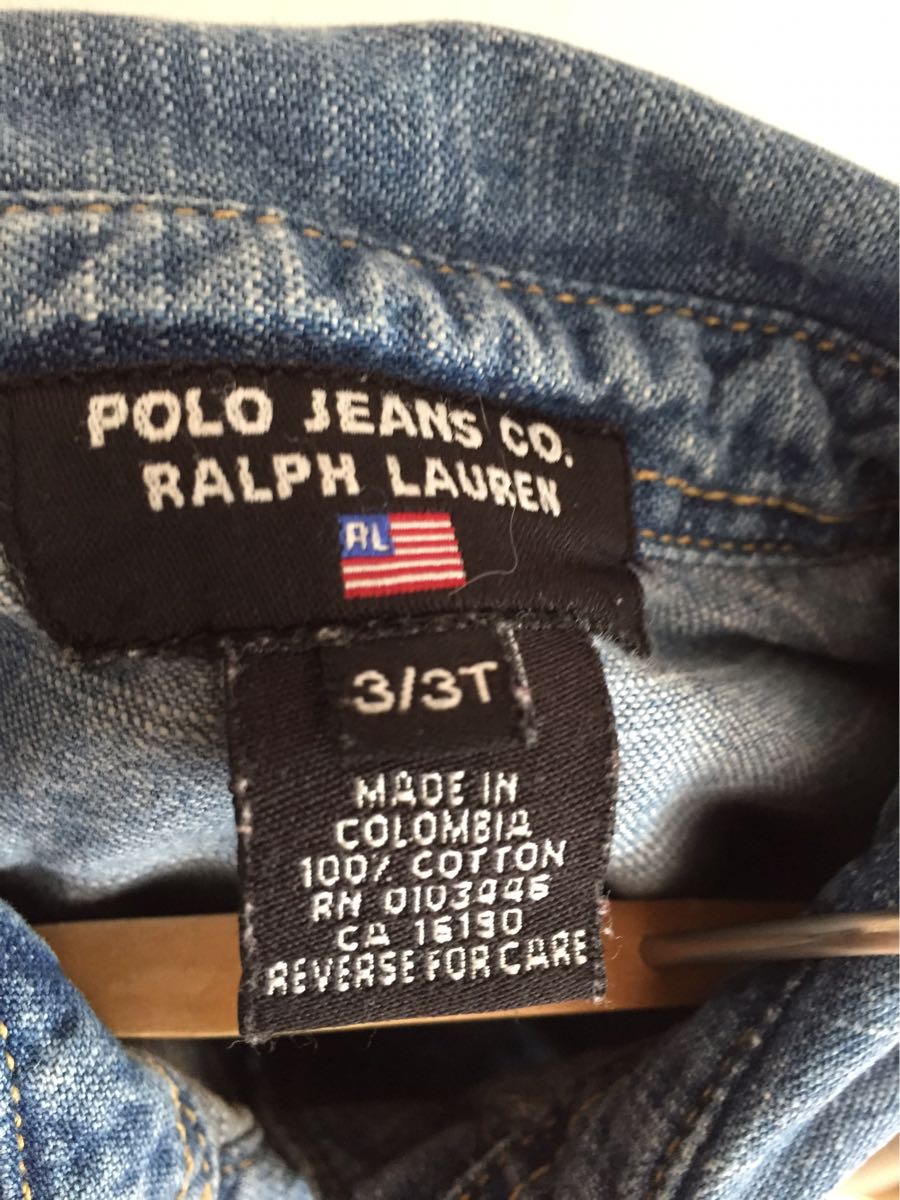 POLO JEANS CO.
RALPH LAUREN
RL
3/3T
MADE IN
COLOMBIA
100% COTTON
RN 0103446
CA 16190
REVERSE FOR CARE